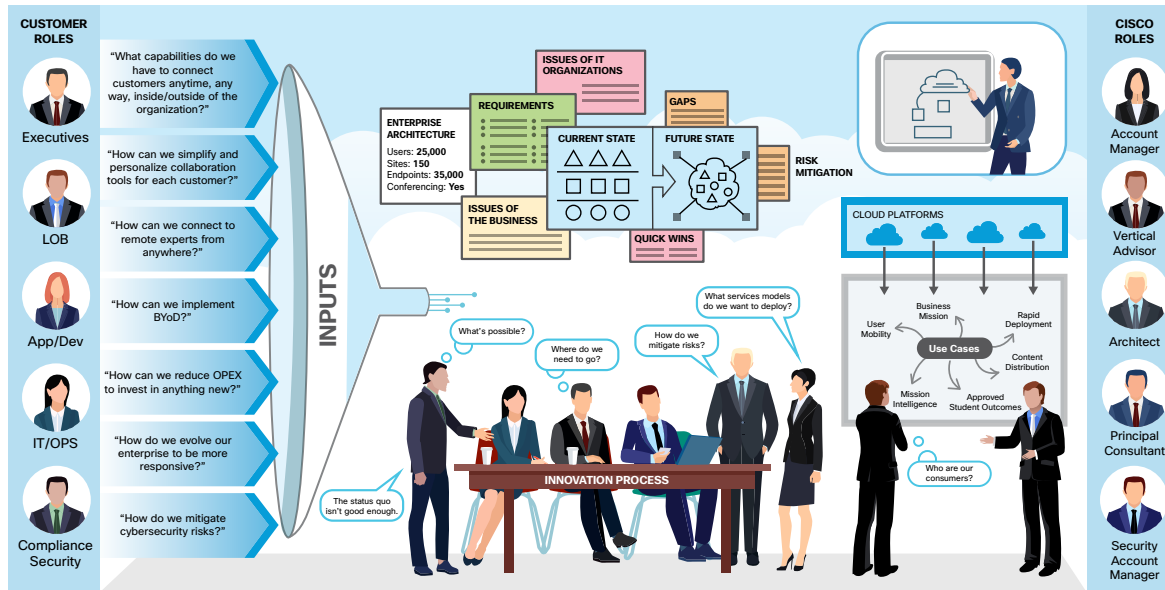 CUSTOMER
ROLES
Executives
LOB
App/Dev
IT/OPS
Compliance
Security
“What capabilities do we
have to connect
customers anytime, any
way, inside/outside of the
organization?”
“How can we simplify and
personalize collaboration
tools for each customer?”
“How can we connect to
remote experts from
anywhere?”
“How can we implement
BYoD?”
“How can we reduce OPEX
to invest in anything new?”
“How do we evolve our
enterprise to be more
responsive?”
“How do we mitigate
cybersecurity risks?”
INPUTS
ENTERPRISE
ARCHITECTURE
Users: 25,000
Sites: 150
Endpoints: 35,000
Conferencing: Yes
REQUIREMENTS
ISSUES OF IT
ORGANIZATIONS
GAPS
CURRENT STATE
FUTURE STATE
RISK
MITIGATION
ISSUES OF
THE BUSINESS
QUICK WINS
What's possible?
Where do we
need to go?
How do we
mitigate risks?
What services models
do we want to deploy?
The status quo
isn't good enough.
INNOVATION PROCESS
CLOUD PLATFORMS
Business
Mission
User
Mobility
Rapid
Deployment
Use Cases
Content
Distribution
Mission
Intelligence
Approved
Student Outcomes
Who are our
consumers?
CISCO
ROLES
Account
Manager
Vertical
Advisor
Architect
Principal
Consultant
Security
Account
Manager